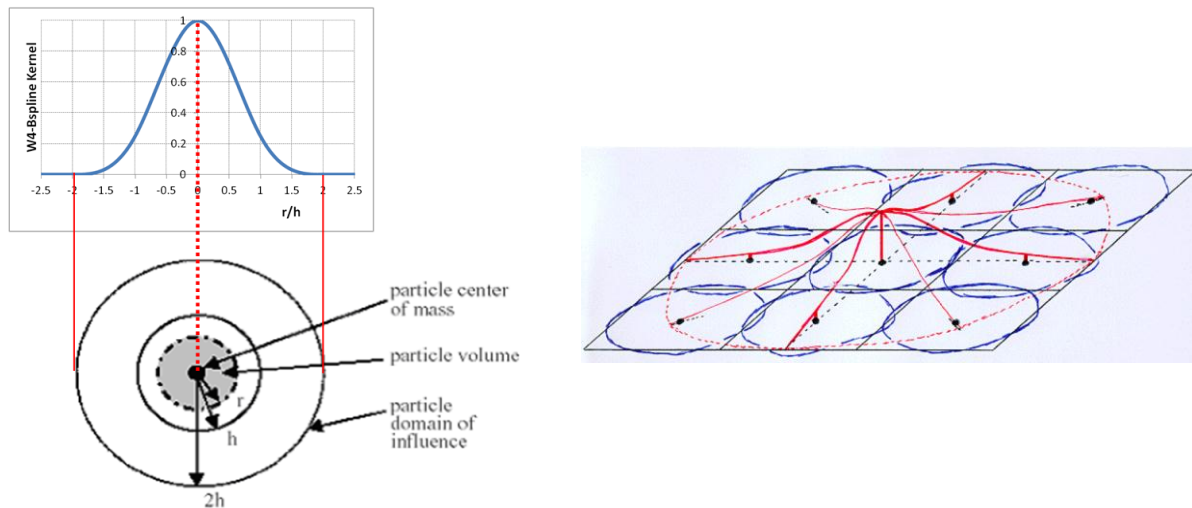 W4-Bspline Kernel
1
0.8
0.6
0.4
0.2
0
-2.5 -2 -1.5 -1 -0.5 0 0.5 1 1.5 2 2.5
r/h
particle center
of mass
particle volume
particle
domain of
influence
r
h
2h